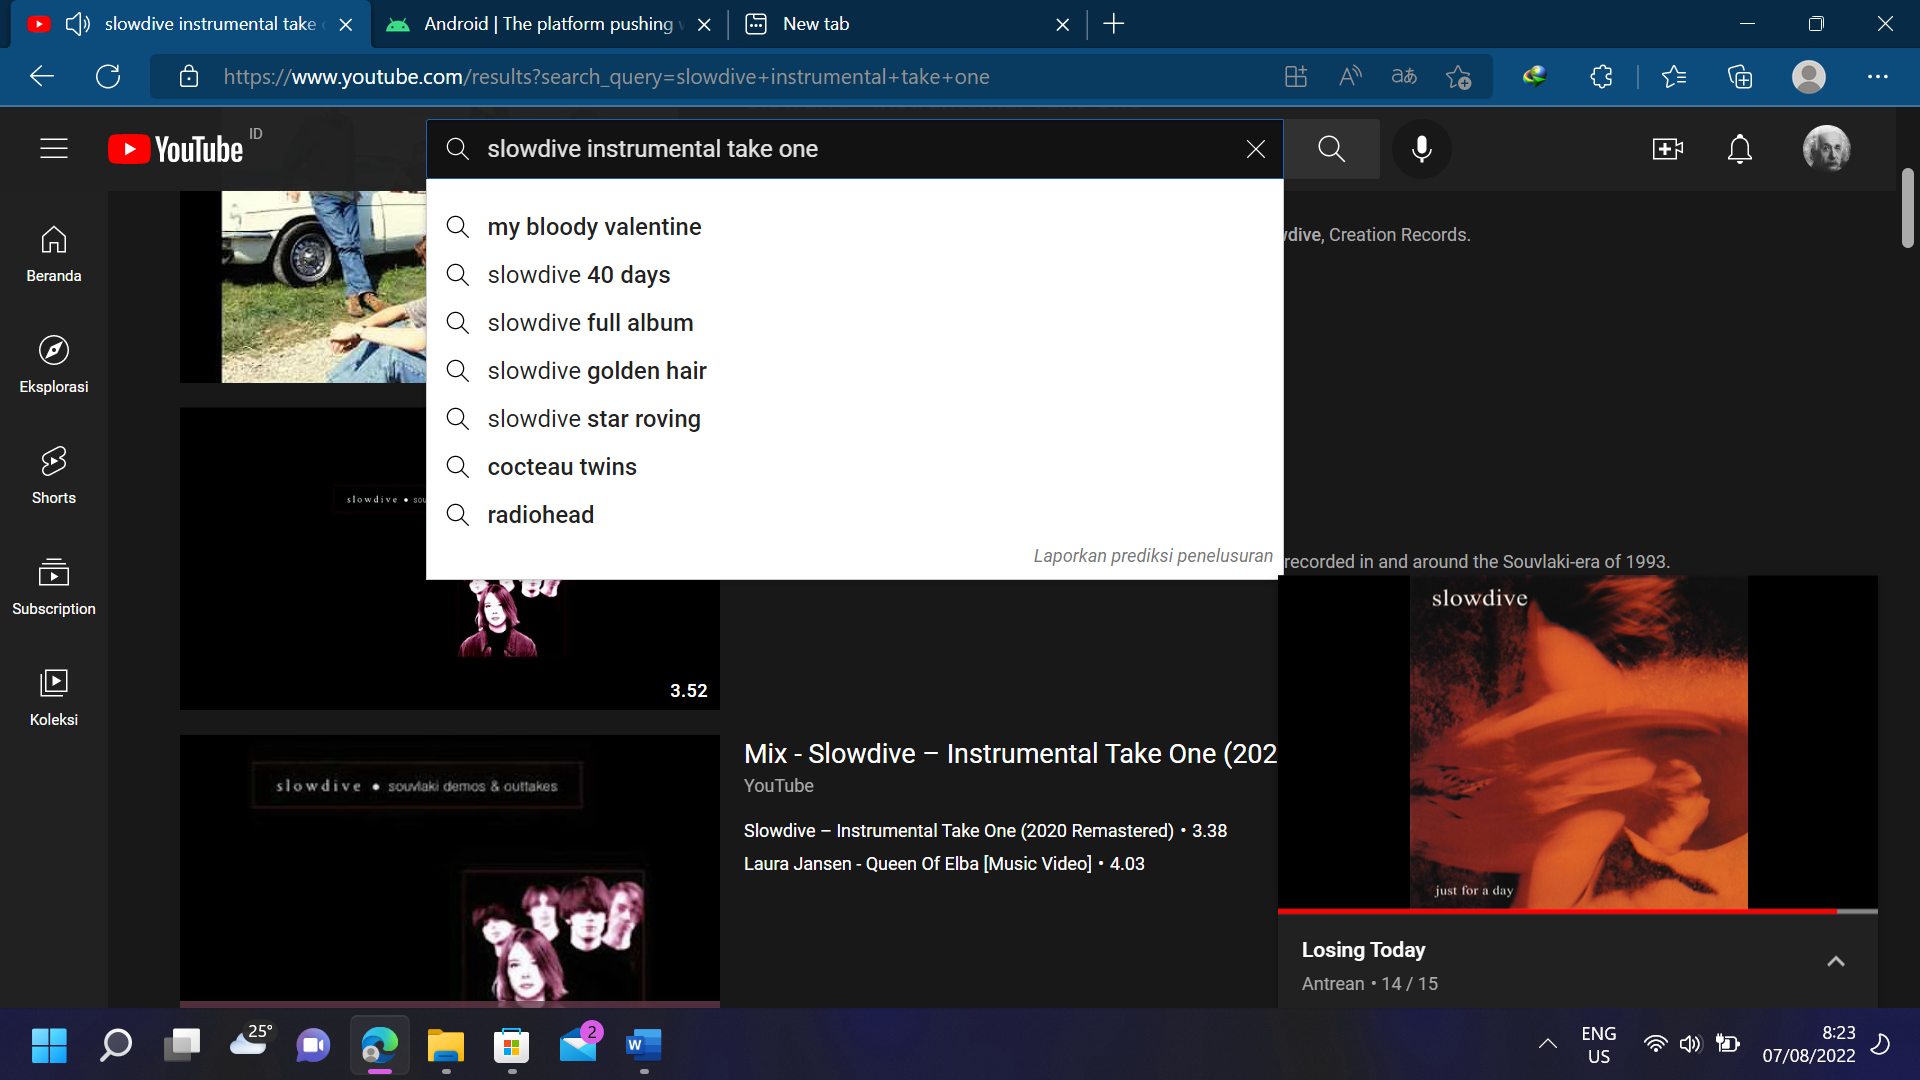 slowdive instrumental take
Android | The platform pushing
New tab
https://www.youtube.com/results?search_query=slowdive+instrumental+take+one
YouTube ID
slowdive instrumental take one
my bloody valentine
slowdive 40 days
slowdive full album
slowdive golden hair
slowdive star roving
cocteau twins
radiohead
Laporkan prediksi penelusuran
Beranda
Eksplorasi
Shorts
Subscription
Koleksi
dive, Creation Records.
slowdive • sou
3.52
recorded in and around the Souvlaki-era of 1993.
slowdive • souvlaki demos & outtakes
Mix - Slowdive – Instrumental Take One (202
YouTube
Slowdive – Instrumental Take One (2020 Remastered) • 3.38
Laura Jansen - Queen Of Elba [Music Video] • 4.03
slowdive
just for a day
Losing Today
Antrean • 14 / 15
25°
2
W
ENG
US
8:23
07/08/2022